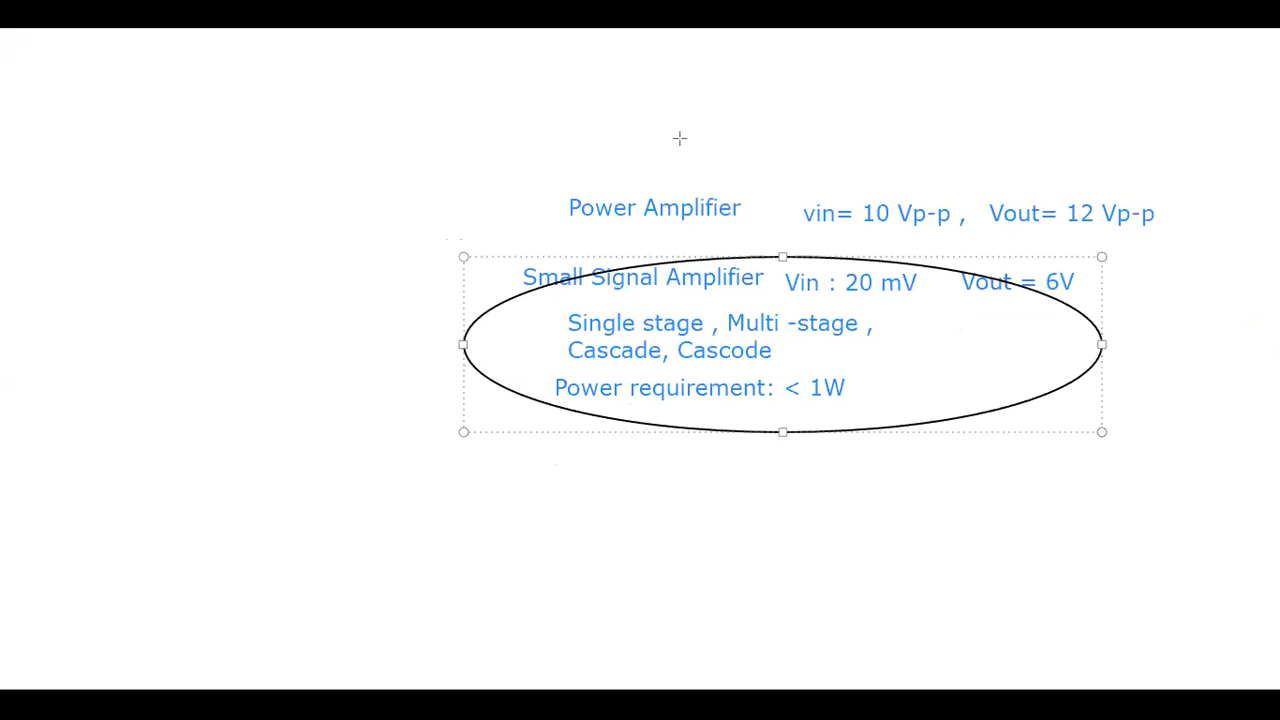 Power Amplifier vin= 10 Vp-p , Vout= 12 Vp-p
Small Signal Amplifier Vin : 20 mV Vout = 6V
Single stage , Multi -stage ,
Cascade, Cascode
Power requirement: < 1W